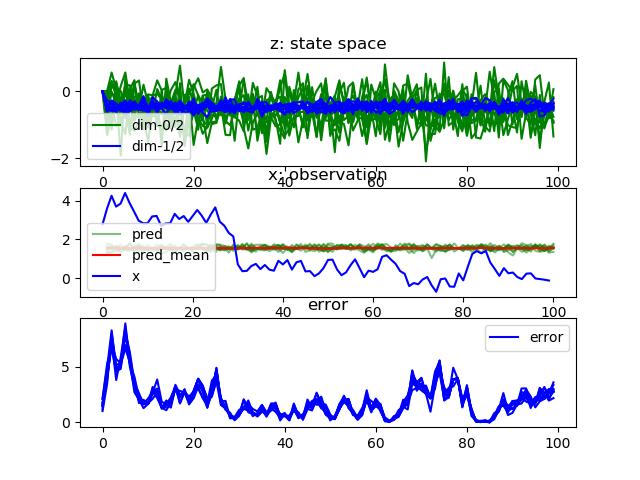 z: state space
0
−2
dim-0/2
dim-1/2
0
20
40
60
80
100
x: observation
4
2
0
pred
pred_mean
x
0
20
40
60
80
100
error
5
0
error
0
20
40
60
80
100